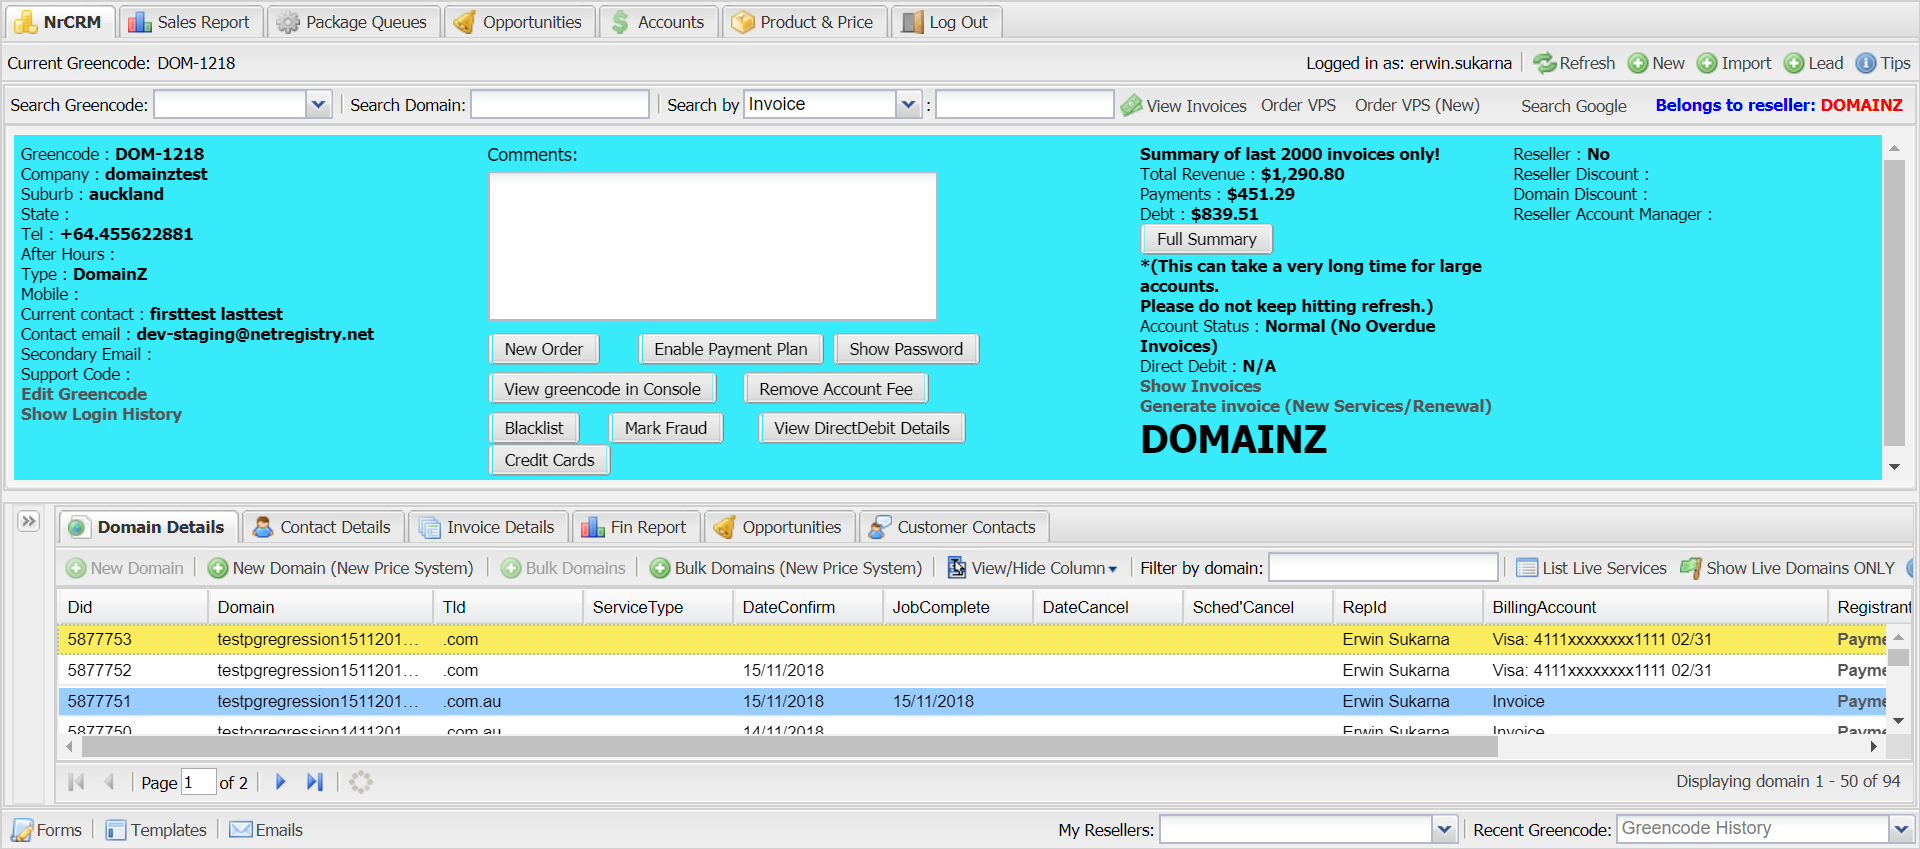 NrCRM Sales Report Package Queues Opportunities Accounts Product & Price Log Out
Current Greencode: DOM-1218 Logged in as: erwin.sukarna Refresh New Import Lead Tips
Search Greencode: Search Domain: Search by Invoice : View Invoices Order VPS Order VPS (New) Search Google Belongs to reseller: DOMAINZ
Greencode : DOM-1218
Company : domainztest
Suburb : auckland
State :
Tel : +64.455622881
After Hours :
Type : DomainZ
Mobile :
Current contact : firsttest lasttest
Contact email : dev-staging@netregistry.net
Secondary Email :
Support Code :
Edit Greencode
Show Login History
Comments:
New Order Enable Payment Plan Show Password
View greencode in Console Remove Account Fee
Blacklist Mark Fraud View DirectDebit Details
Credit Cards
Summary of last 2000 invoices only!
Total Revenue : $1,290.80
Payments : $451.29
Debt : $839.51
Full Summary
*(This can take a very long time for large
accounts.
Please do not keep hitting refresh.)
Account Status : Normal (No Overdue
Invoices)
Direct Debit : N/A
Show Invoices
Generate invoice (New Services/Renewal)
DOMAINZ
Reseller : No
Reseller Discount :
Domain Discount :
Reseller Account Manager :
Domain Details Contact Details Invoice Details Fin Report Opportunities Customer Contacts
New Domain New Domain (New Price System) Bulk Domains Bulk Domains (New Price System) View/Hide Column Filter by domain: List Live Services Show Live Domains ONLY
Did Domain Tld ServiceType DateConfirm JobComplete DateCancel Sched'Cancel RepId BillingAccount Registrant
5877753 testpgregression1511201... .com Erwin Sukarna Visa: 4111xxxxxxxx1111 02/31 Payme
5877752 testpgregression1511201... .com 15/11/2018 Erwin Sukarna Visa: 4111xxxxxxxx1111 02/31 Payme
5877751 testpgregression1511201... .com.au 15/11/2018 15/11/2018 Erwin Sukarna Invoice Payme
5877750 testpgregression1411201... .com.au 14/11/2018 Erwin Sukarna Invoice Payme
Page 1 of 2 Displaying domain 1 - 50 of 94
Forms Templates Emails My Resellers: Recent Greencode: Greencode History